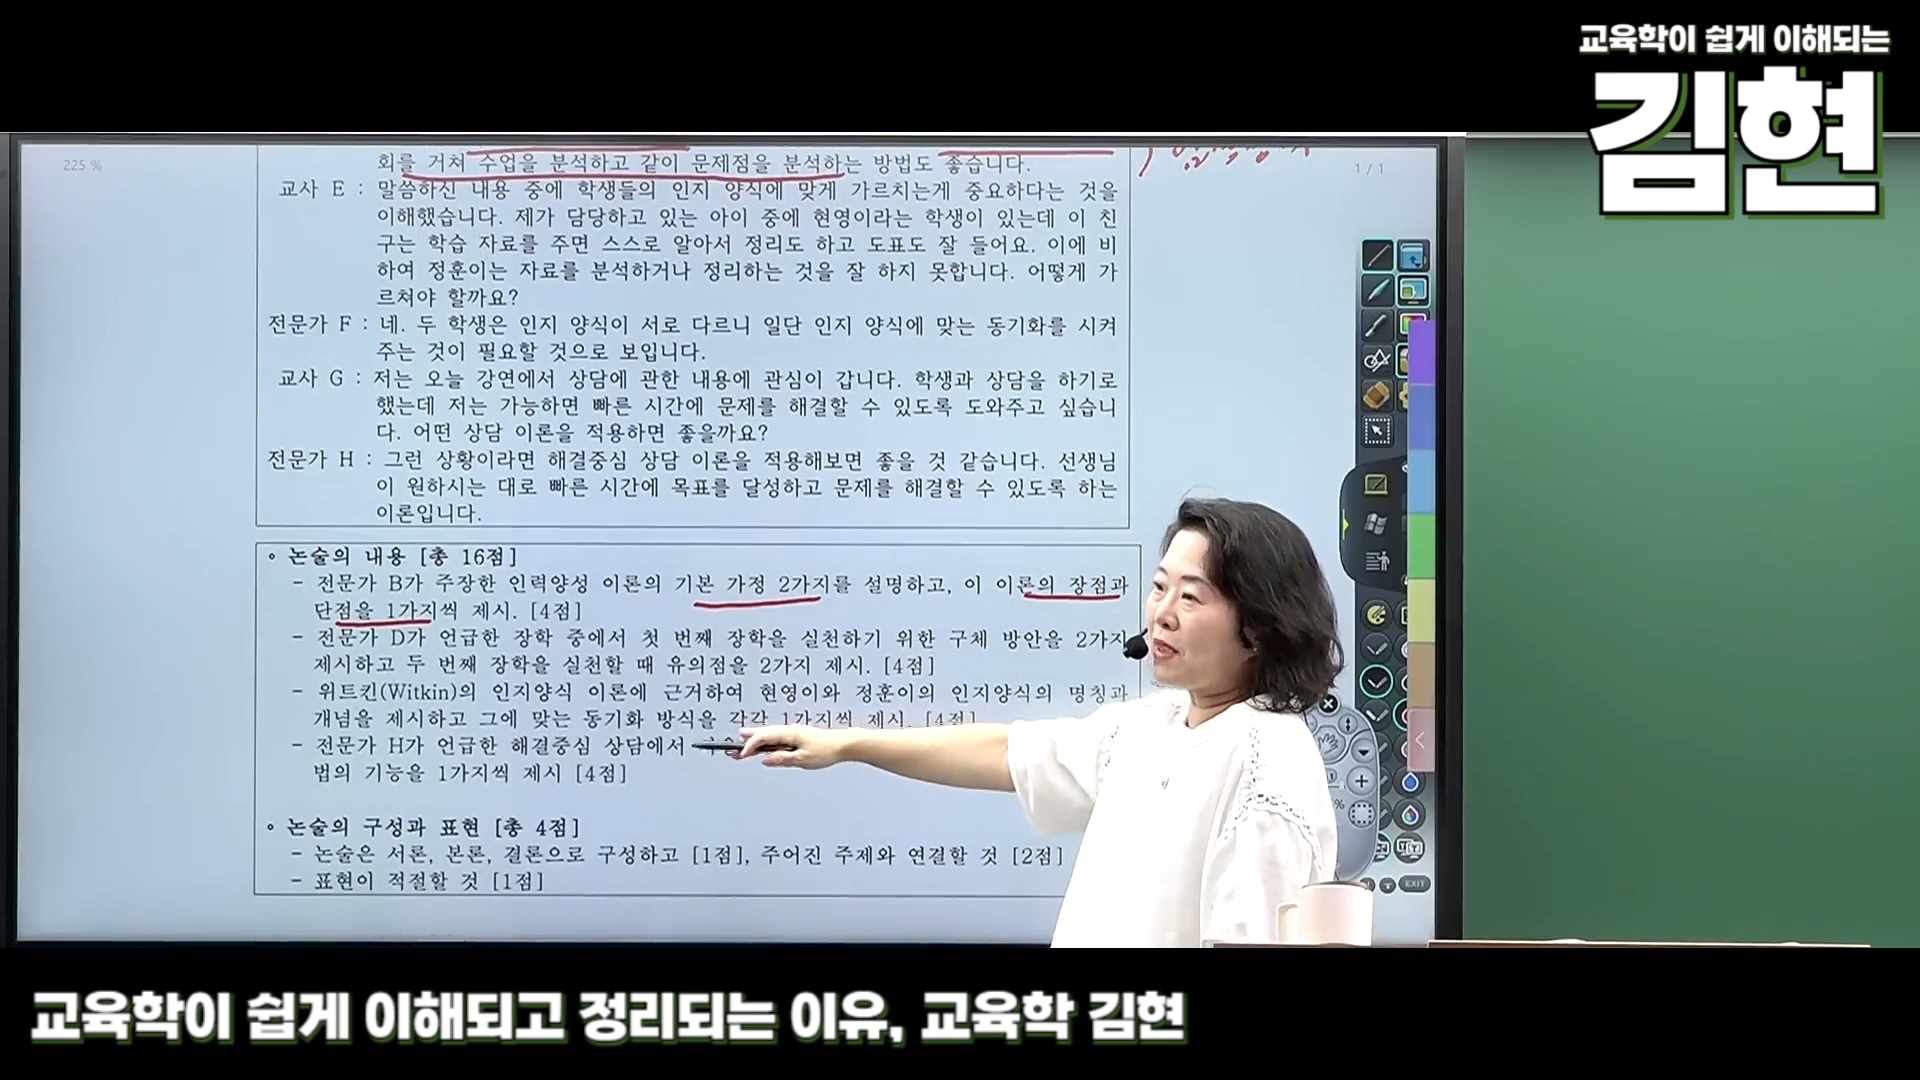 교육학이 쉽게 이해되는
김현
225 %
1 / 1
회를 거쳐 수업을 분석하고 같이 문제점을 분석하는 방법도 좋습니다.
교사 E : 말씀하신 내용 중에 학생들의 인지 양식에 맞게 가르치는게 중요하다는 것을
이해했습니다. 제가 담당하고 있는 아이 중에 현영이라는 학생이 있는데 이 친
구는 학습 자료를 주면 스스로 알아서 정리도 하고 도표도 잘 들어요. 이에 비
하여 정훈이는 자료를 분석하거나 정리하는 것을 잘 하지 못합니다. 어떻게 가
르쳐야 할까요?
전문가 F : 네. 두 학생은 인지 양식이 서로 다르니 일단 인지 양식에 맞는 동기화를 시켜
주는 것이 필요할 것으로 보입니다.
교사 G : 저는 오늘 강연에서 상담에 관한 내용에 관심이 갑니다. 학생과 상담을 하기로
했는데 저는 가능하면 빠른 시간에 문제를 해결할 수 있도록 도와주고 싶습니
다. 어떤 상담 이론을 적용하면 좋을까요?
전문가 H : 그런 상황이라면 해결중심 상담 이론을 적용해보면 좋을 것 같습니다. 선생님
이 원하시는 대로 빠른 시간에 목표를 달성하고 문제를 해결할 수 있도록 하는
이론입니다.
◦ 논술의 내용 [총 16점]
- 전문가 B가 주장한 인력양성 이론의 기본 가정 2가지를 설명하고, 이 이론의 장점과
단점을 1가지씩 제시. [4점]
- 전문가 D가 언급한 장학 중에서 첫 번째 장학을 실천하기 위한 구체 방안을 2가지
제시하고 두 번째 장학을 실천할 때 유의점을 2가지 제시. [4점]
- 위트킨(Witkin)의 인지양식 이론에 근거하여 현영이와 정훈이의 인지양식의 명칭과
개념을 제시하고 그에 맞는 동기화 방식을 각각 1가지씩 제시. [4점]
- 전문가 H가 언급한 해결중심 상담에서
법의 기능을 1가지씩 제시 [4점]
◦ 논술의 구성과 표현 [총 4점]
- 논술은 서론, 본론, 결론으로 구성하고 [1점], 주어진 주제와 연결할 것 [2점]
- 표현이 적절할 것 [1점]
EXIT
교육학이 쉽게 이해되고 정리되는 이유, 교육학 김현